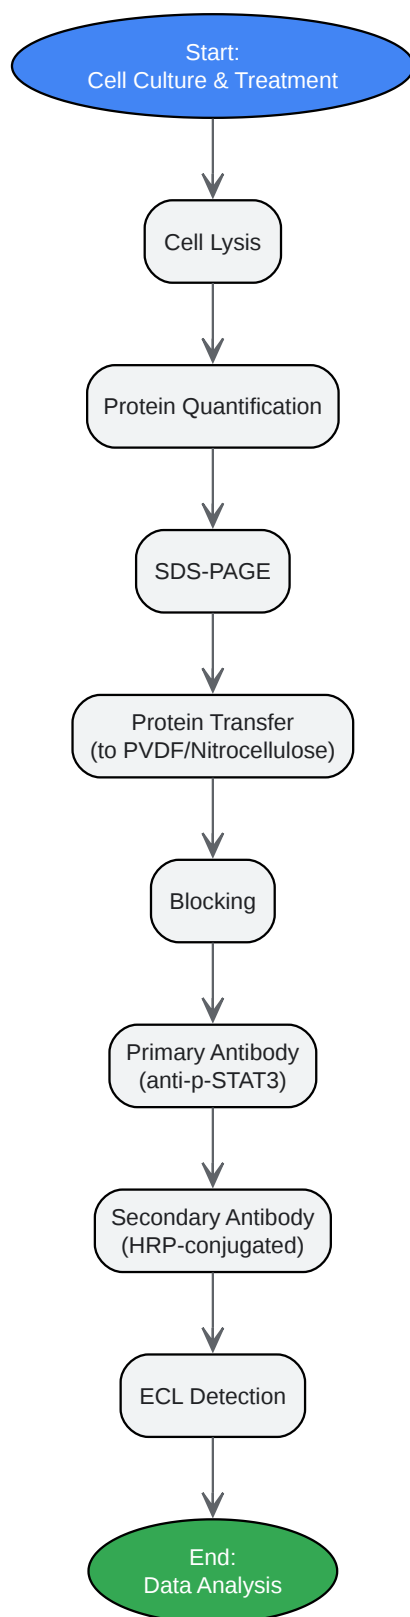 Start:
Cell Culture & Treatment
Cell Lysis
Protein Quantification
SDS-PAGE
Protein Transfer
(to PVDF/Nitrocellulose)
Blocking
Primary Antibody
(anti-p-STAT3)
Secondary Antibody
(HRP-conjugated)
ECL Detection
End:
Data Analysis